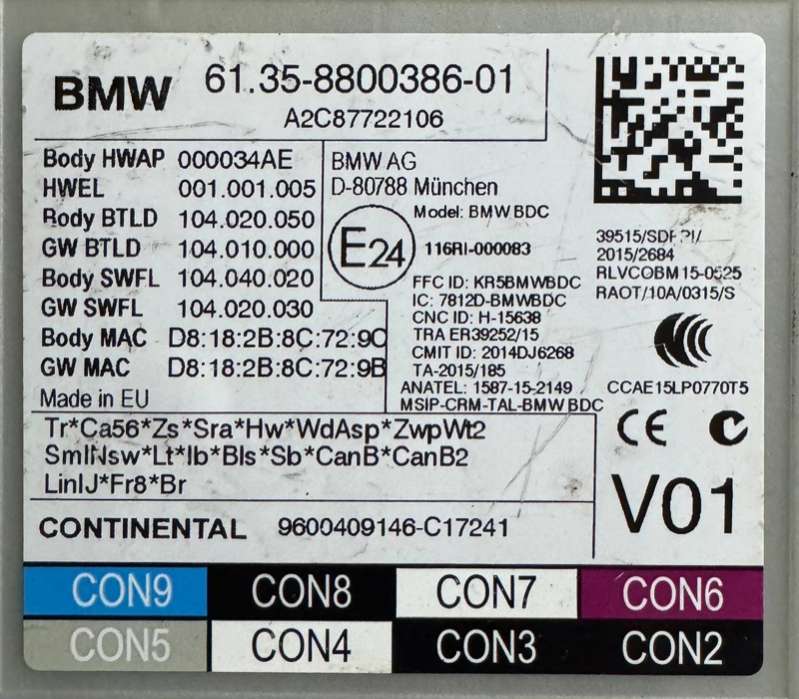 BMW 61.35-8800386-01
A2C87722106
Body HWAP 000034AE
HWEL 001.001.005
Body BTLD 104.020.050
GW BTLD 104.010.000
Body SWFL 104.040.020
GW SWFL 104.020.030
Body MAC D8:18:2B:8C:72:9C
GW MAC D8:18:2B:8C:72:9B
Made in EU
BMW AG
D-80788 München
Model: BMW BDC
E24
116RI-000083
FFC ID: KR5BMWBDC
IC: 7812D-BMWBDC
CNC ID: H-15638
TRA ER39252/15
CMIT ID: 2014DJ6268
TA-2015/185
ANATEL: 1587-15-2149
MSIP-CRM-TAL-BMW BDC
2015/2684
RLVCOBM15-0525
RAOT/10A/0315/S
CCAE15LP0770T5
CE
Tr*Ca56*Zs*Sra*Hw*WdAsp*ZwpWt2
SmlNsw*Lt*Ib*Bls*Sb*CanB*CanB2
LinIJ*Fr8*Br
V01
CONTINENTAL 9600409146-C17241
CON9 CON8 CON7 CON6
CON5 CON4 CON3 CON2